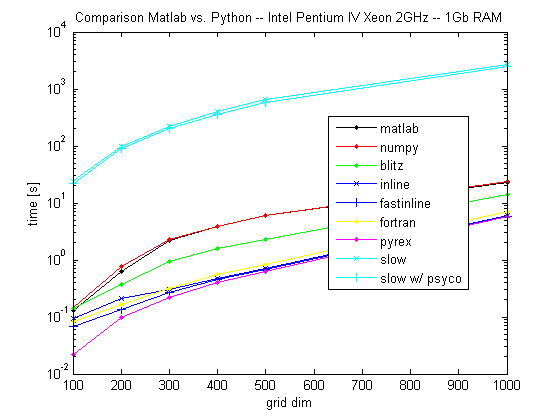 Comparison Matlab vs. Python -- Intel Pentium IV Xeon 2GHz -- 1Gb RAM
10^4
10^3
10^2
10^1
10^0
10^-1
10^-2
time [s]
matlab
numpy
blitz
inline
fastinline
fortran
pyrex
slow
slow w/ psyco
100 200 300 400 500 600 700 800 900 1000
grid dim